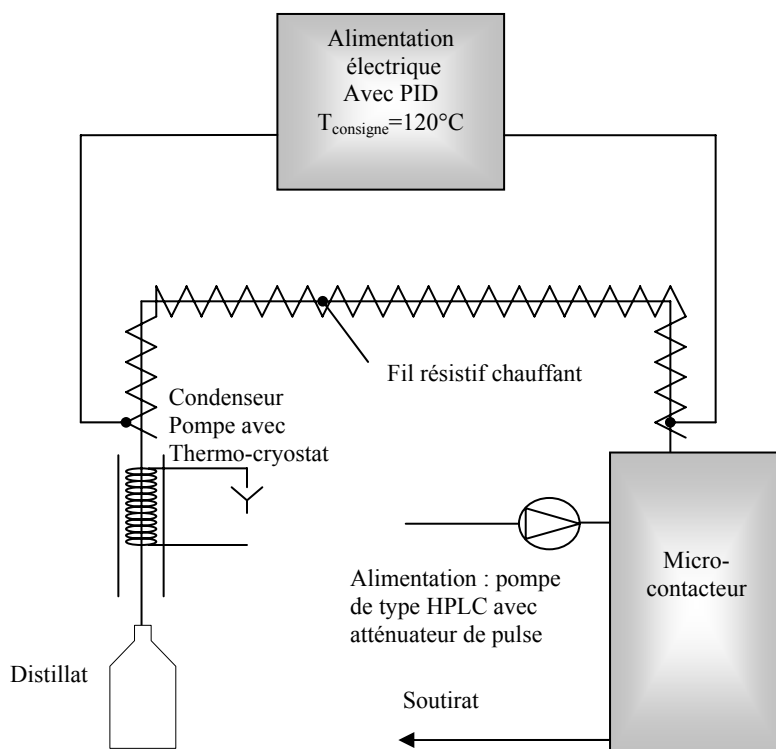 Alimentation
électrique
Avec PID
Tconsigne=120°C
Fil résistif chauffant
Condenseur
Pompe avec
Thermo-cryostat
Micro-
contacteur
Alimentation : pompe
de type HPLC avec
atténuateur de pulse
Distillat
Soutirat